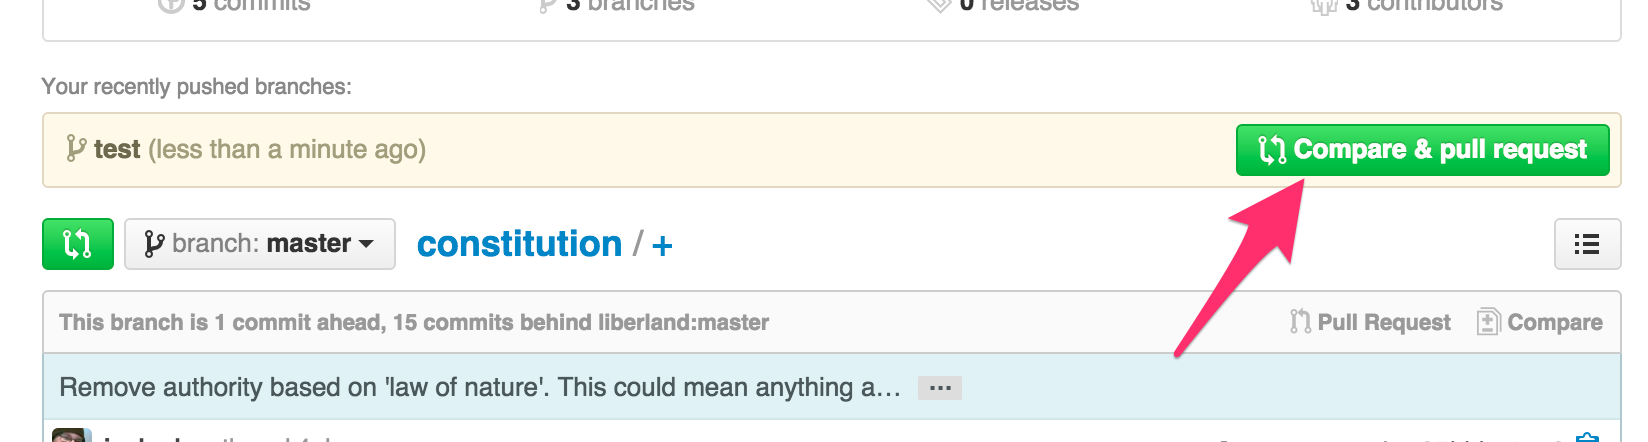 5 commits 3 branches 0 releases 3 contributors
Your recently pushed branches:
test (less than a minute ago) Compare & pull request
branch: master constitution / +
This branch is 1 commit ahead, 15 commits behind liberland:master Pull Request Compare
Remove authority based on 'law of nature'. This could mean anything a… …